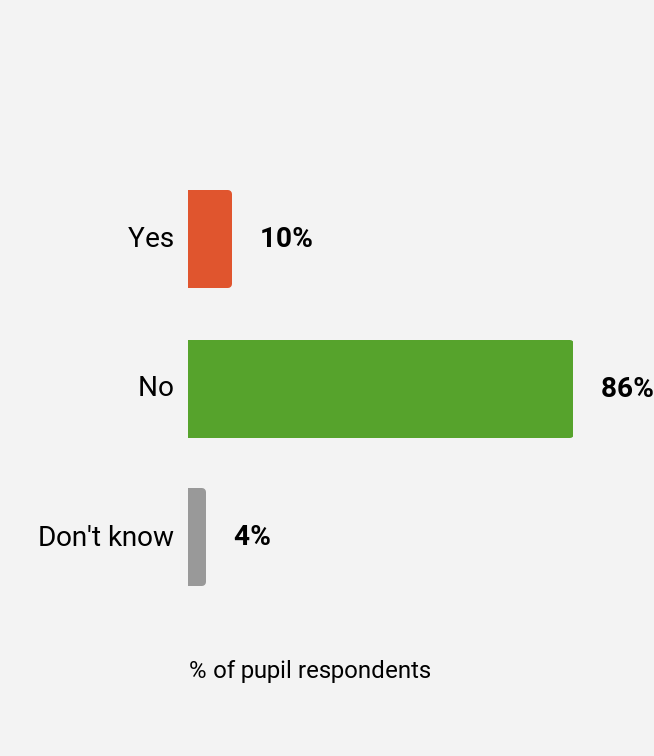 Yes 10%
No 86%
Don't know 4%
% of pupil respondents